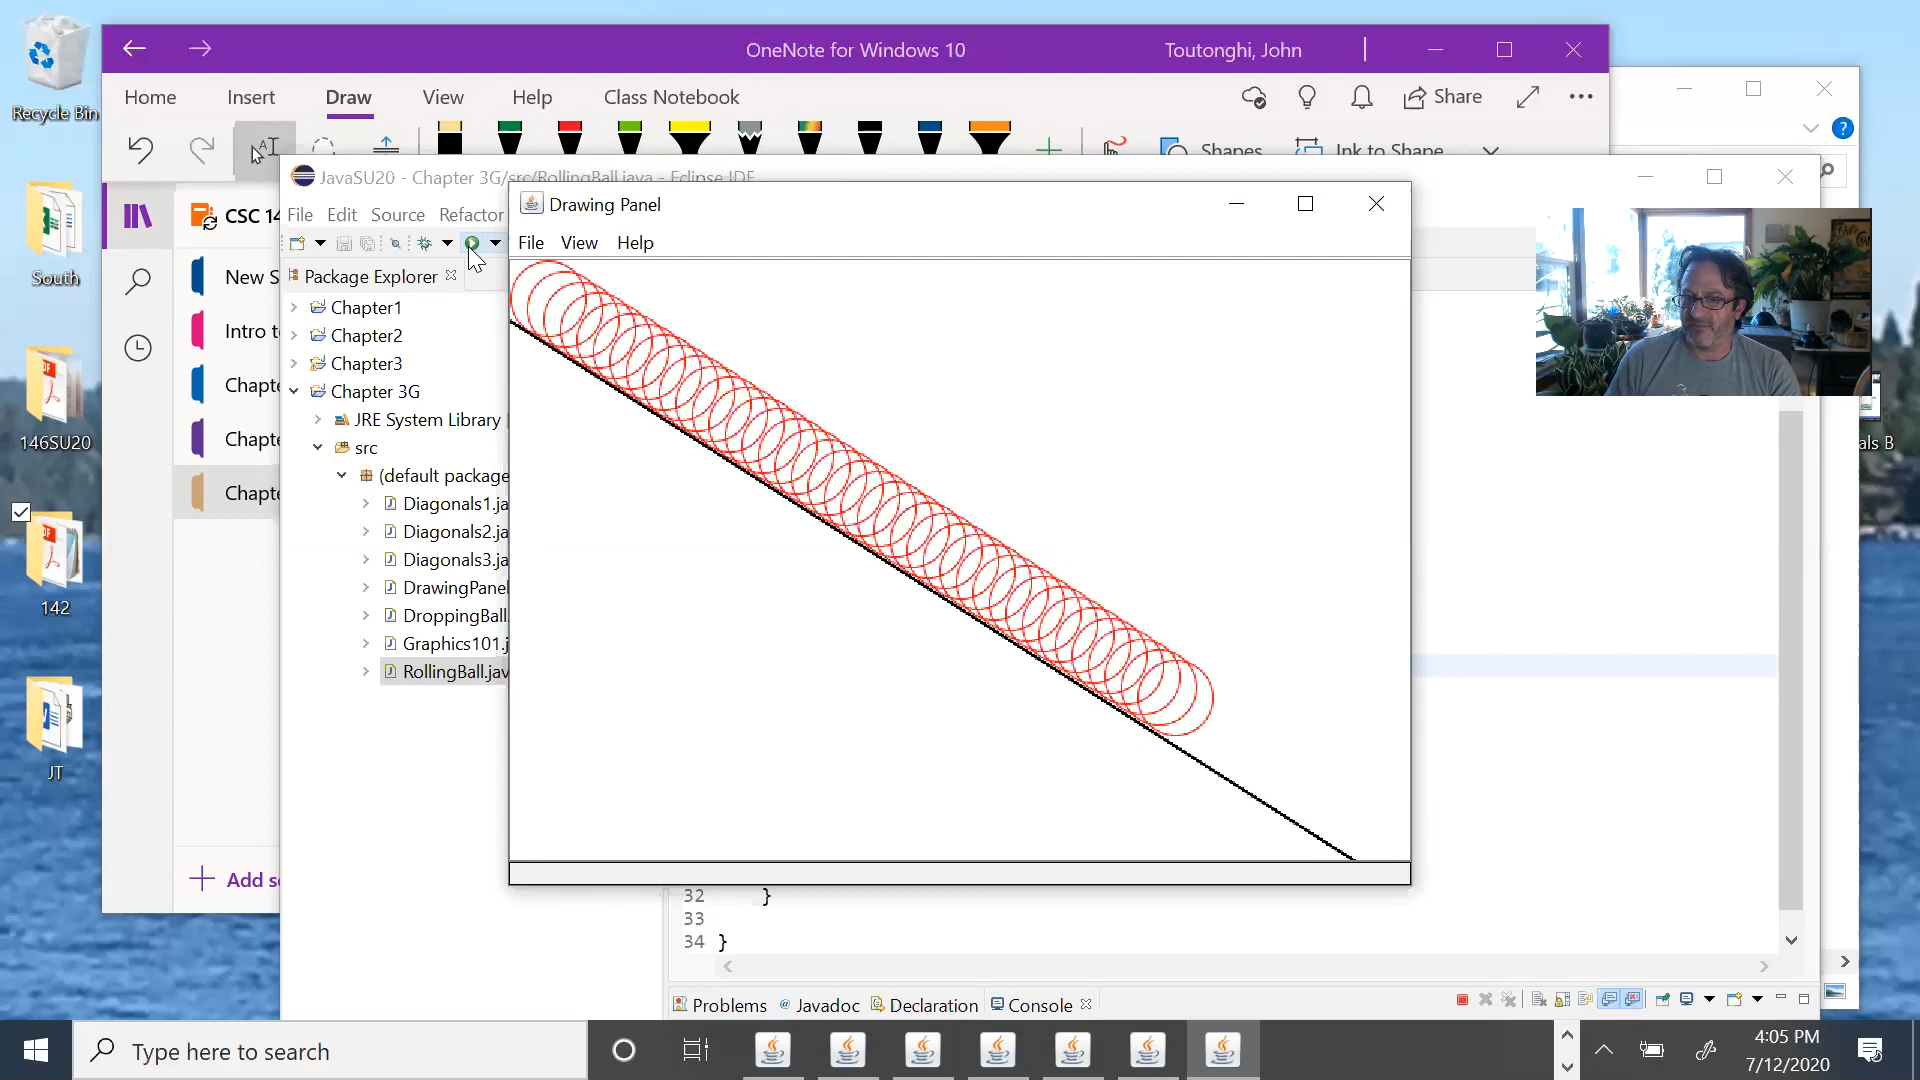 Recycle Bin
South
146SU20
142
JT
OneNote for Windows 10
Toutonghi, John
Home Insert Draw View Help Class Notebook
Share
Shapes
Ink to Shape
CSC 14
New S
Intro t
Chapte
Chapte
Chapte
Add s
JavaSU20 - Chapter 3G/src/RollingBall.java - Eclipse IDE
File Edit Source Refactor
Package Explorer
Chapter1
Chapter2
Chapter3
Chapter 3G
JRE System Library
src
(default package
Diagonals1.ja
Diagonals2.ja
Diagonals3.ja
DrawingPanel
DroppingBall.
Graphics101.j
RollingBall.jav
Drawing Panel
File View Help
32 }
33
34 }
Problems @ Javadoc Declaration Console
als B
Type here to search
4:05 PM
7/12/2020